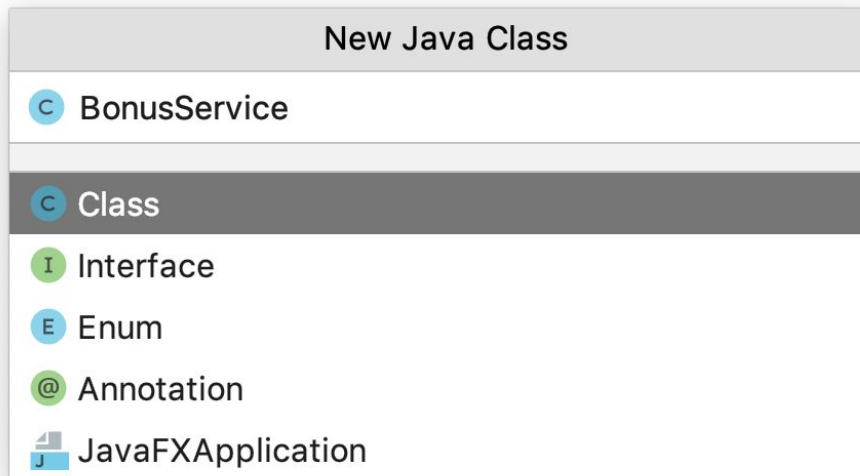 New Java Class
C BonusService
C Class
I Interface
E Enum
@ Annotation
J JavaFXApplication